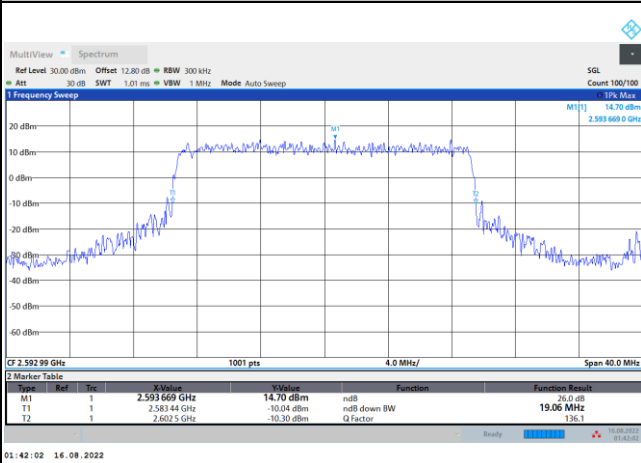 MultiView Spectrum
Ref Level 30.00 dBm Offset 12.80 dB RBW 300 kHz SGL
Att 30 dB SWT 1.01 ms VBW 1 MHz Mode Auto Sweep Count 100/100
1 Frequency Sweep 1Pk Max
M1[1] 14.70 dBm
2.593 669 0 GHz
20 dBm
M1
10 dBm
0 dBm
-10 dBm
-20 dBm
-30 dBm
-40 dBm
-50 dBm
-60 dBm
CF 2.592 99 GHz 1001 pts 4.0 MHz/ Span 40.0 MHz
2 Marker Table
Type Ref Trc X-Value Y-Value Function Function Result
M1 1 2.593 669 GHz 14.70 dBm ndB 26.0 dB
T1 1 2.583 44 GHz -10.04 dBm ndB down BW 19.06 MHz
T2 1 2.602 5 GHz -10.30 dBm Q Factor 136.1
Ready 16.08.2022
01:42:02
01:42:02 16.08.2022